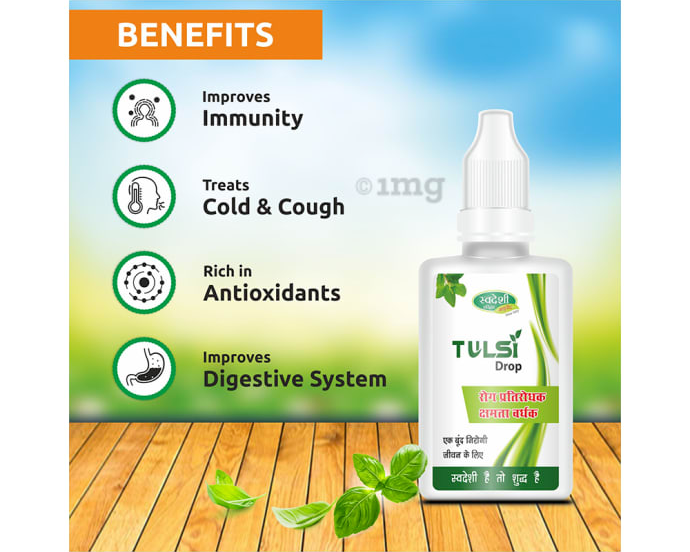 BENEFITS
Improves
Immunity
Treats
Cold & Cough
Rich in
Antioxidants
Improves
Digestive System
©1mg
स्वदेशी
TULSI
Drop
रोग प्रतिरोधक
क्षमता बर्धक
एक बूंद निरोगी
जीवन के लिए
स्वदेशी है तो शुद्ध है